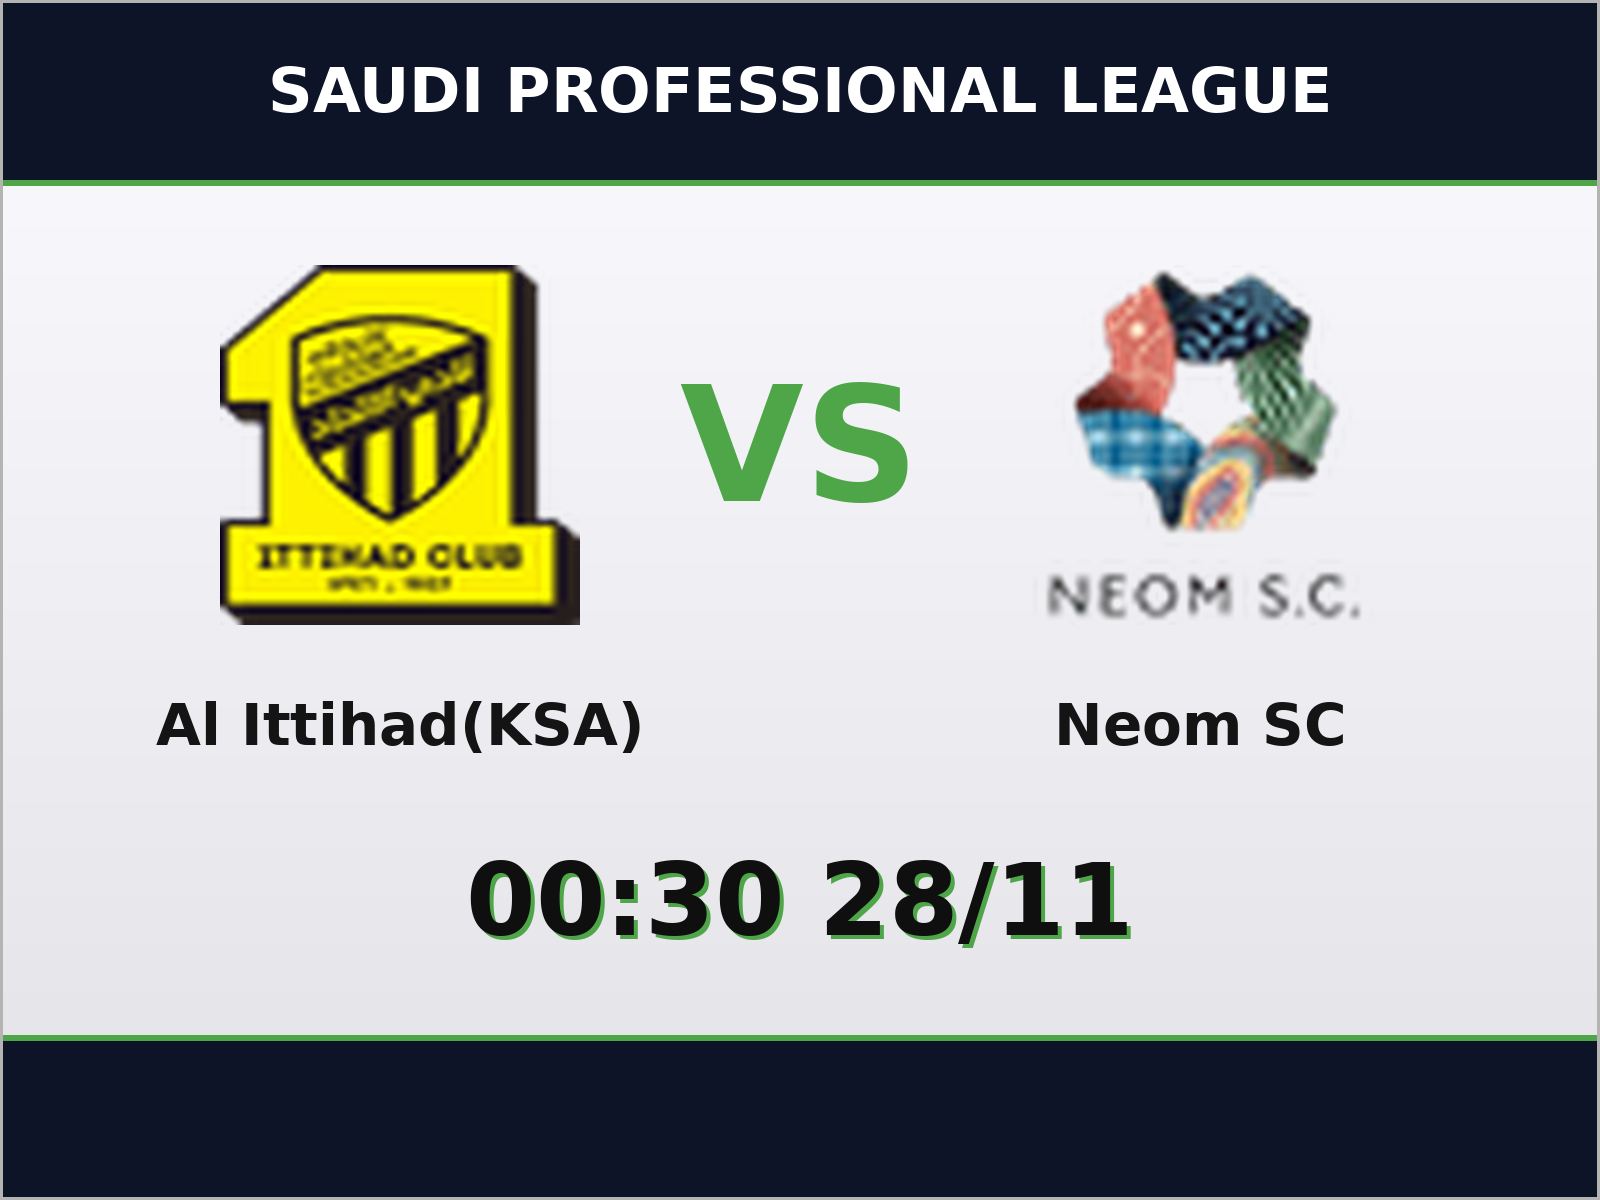 SAUDI PROFESSIONAL LEAGUE
VS
ITTIHAD CLUB
NEOM S.C.
Al Ittihad(KSA)
Neom SC
00:30 28/11